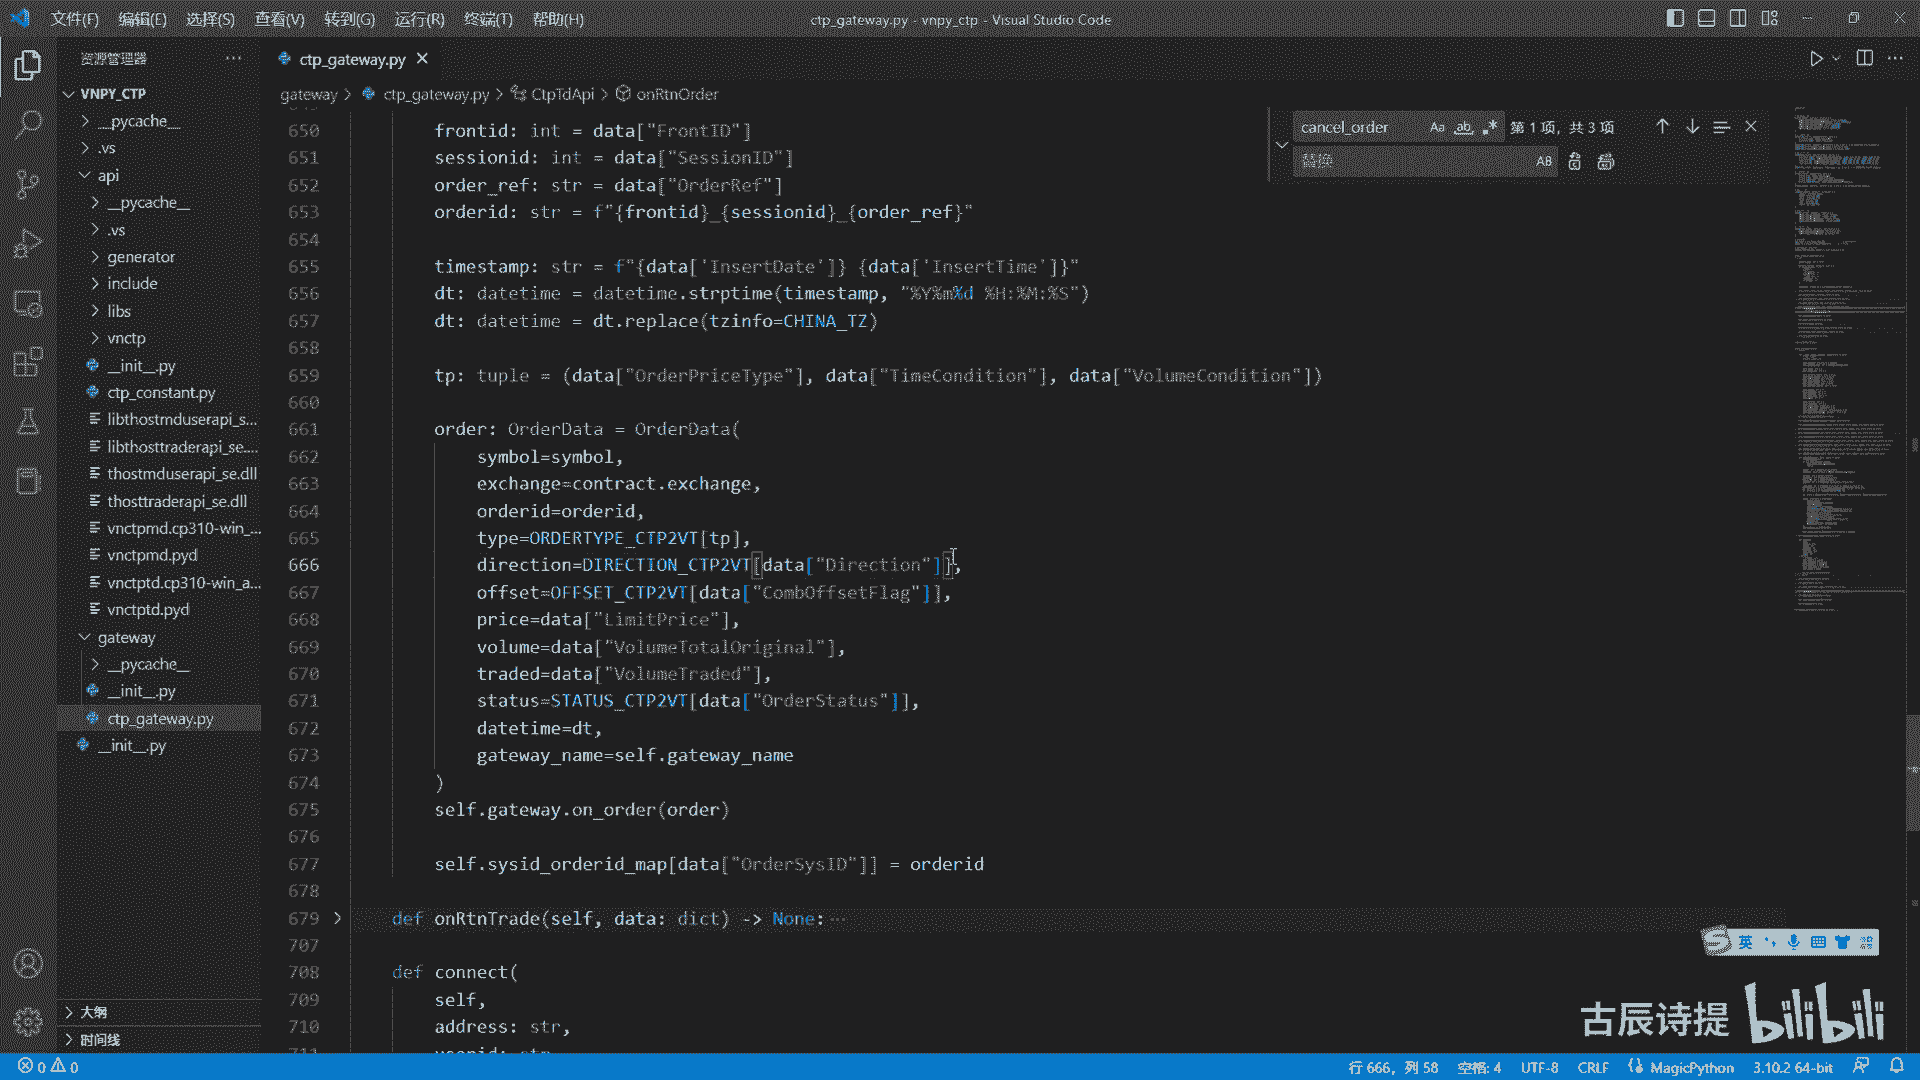 文件(F) 编辑(E) 选择(S) 查看(V) 转到(G) 运行(R) 终端(T) 帮助(H)
ctp_gateway.py - vnpy_ctp - Visual Studio Code
资源管理器
ctp_gateway.py
VNPY_CTP
__pycache__
.vs
api
__pycache__
.vs
generator
include
libs
vnctp
__init__.py
ctp_constant.py
libthostmduserapi_s...
libthosttraderapi_se....
thostmduserapi_se.dll
thosttraderapi_se.dll
vnctpmd.cp310-win_...
vnctpmd.pyd
vnctptd.cp310-win_a...
vnctptd.pyd
gateway
__pycache__
__init__.py
ctp_gateway.py
__init__.py
大纲
时间线
gateway > ctp_gateway.py > CtpTdApi > onRtnOrder
cancel_order Aa ab 第 1 项, 共 3 项
替换 AB
650 frontid: int = data["FrontID"]
651 sessionid: int = data["SessionID"]
652 order_ref: str = data["OrderRef"]
653 orderid: str = f"{frontid}_{sessionid}_{order_ref}"
654
655 timestamp: str = f"{data['InsertDate']} {data['InsertTime']}"
656 dt: datetime = datetime.strptime(timestamp, "%Y%m%d %H:%M:%S")
657 dt: datetime = dt.replace(tzinfo=CHINA_TZ)
658
659 tp: tuple = (data["OrderPriceType"], data["TimeCondition"], data["VolumeCondition"])
660
661 order: OrderData = OrderData(
662 symbol=symbol,
663 exchange=contract.exchange,
664 orderid=orderid,
665 type=ORDERTYPE_CTP2VT[tp],
666 direction=DIRECTION_CTP2VT[data["Direction"]],
667 offset=OFFSET_CTP2VT[data["CombOffsetFlag"]],
668 price=data["LimitPrice"],
669 volume=data["VolumeTotalOriginal"],
670 traded=data["VolumeTraded"],
671 status=STATUS_CTP2VT[data["OrderStatus"]],
672 datetime=dt,
673 gateway_name=self.gateway_name
674 )
675 self.gateway.on_order(order)
676
677 self.sysid_orderid_map[data["OrderSysID"]] = orderid
678
679 def onRtnTrade(self, data: dict) -> None: ···
707
708 def connect(
709 self,
710 address: str,
英
古辰诗提 bilibili
0 0
行 666, 列 58 空格: 4 UTF-8 CRLF MagicPython 3.10.2 64-bit